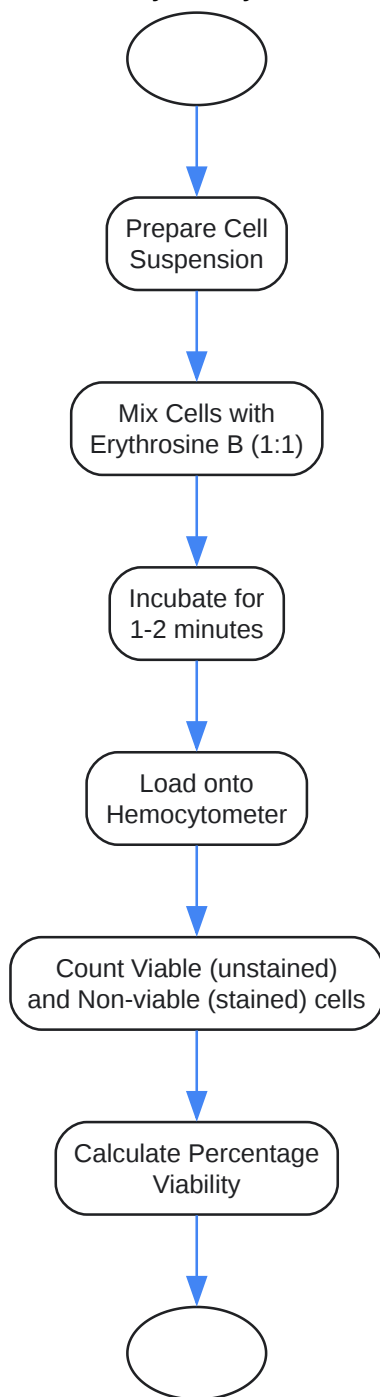 Prepare Cell
Suspension
Mix Cells with
Erythrosine B (1:1)
Incubate for
1-2 minutes
Load onto
Hemocytometer
Count Viable (unstained)
and Non-viable (stained) cells
Calculate Percentage
Viability